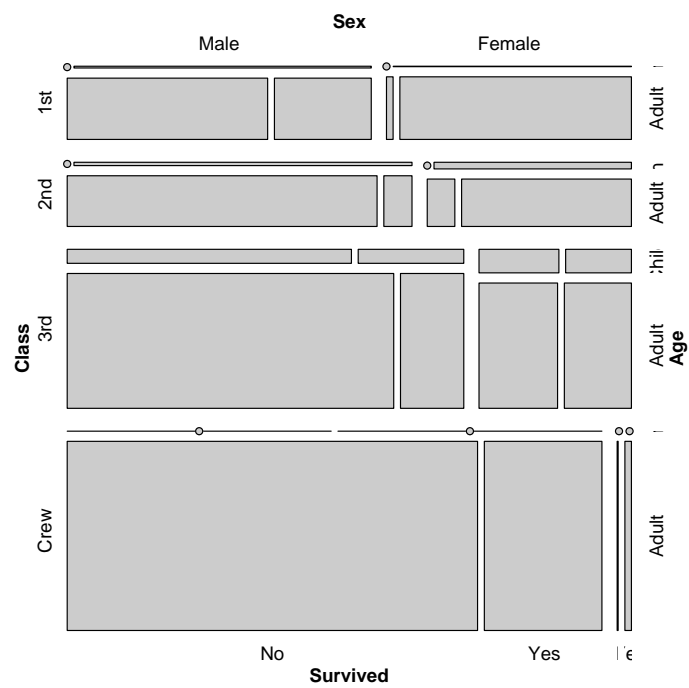 Sex
Male Female
1st Adult
2nd Adult
3rd Adult
Class Age
Crew Adult
No Yes
Survived